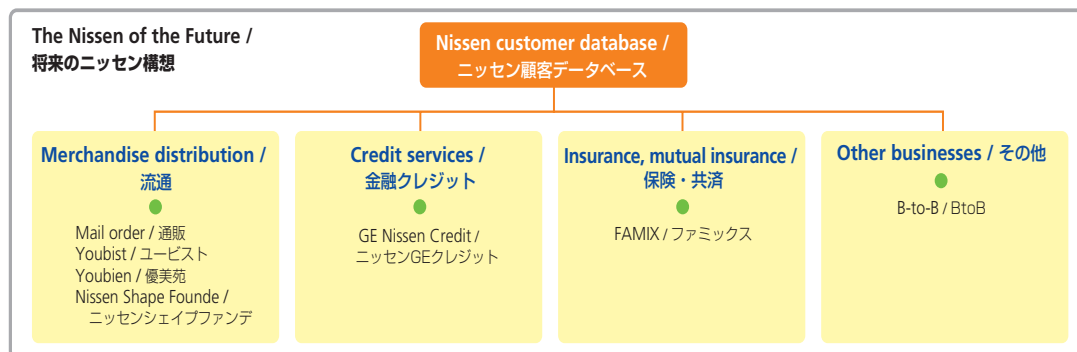 The Nissen of the Future /
将来のニッセン構想
Nissen customer database /
ニッセン顧客データベース
Merchandise distribution /
流通
Mail order / 通販
Youbist / ユービスト
Youbien / 優美苑
Nissen Shape Founde /
ニッセンシェイプファンデ
Credit services /
金融クレジット
GE Nissen Credit /
ニッセンGEクレジット
Insurance, mutual insurance /
保険・共済
FAMIX / ファミックス
Other businesses / その他
B-to-B / BtoB